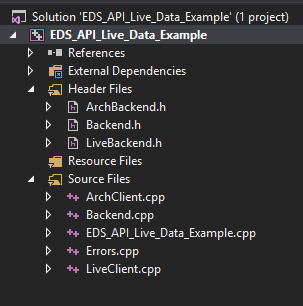 Solution 'EDS_API_Live_Data_Example' (1 project)
EDS_API_Live_Data_Example
References
External Dependencies
Header Files
ArchBackend.h
Backend.h
LiveBackend.h
Resource Files
Source Files
ArchClient.cpp
Backend.cpp
EDS_API_Live_Data_Example.cpp
Errors.cpp
LiveClient.cpp